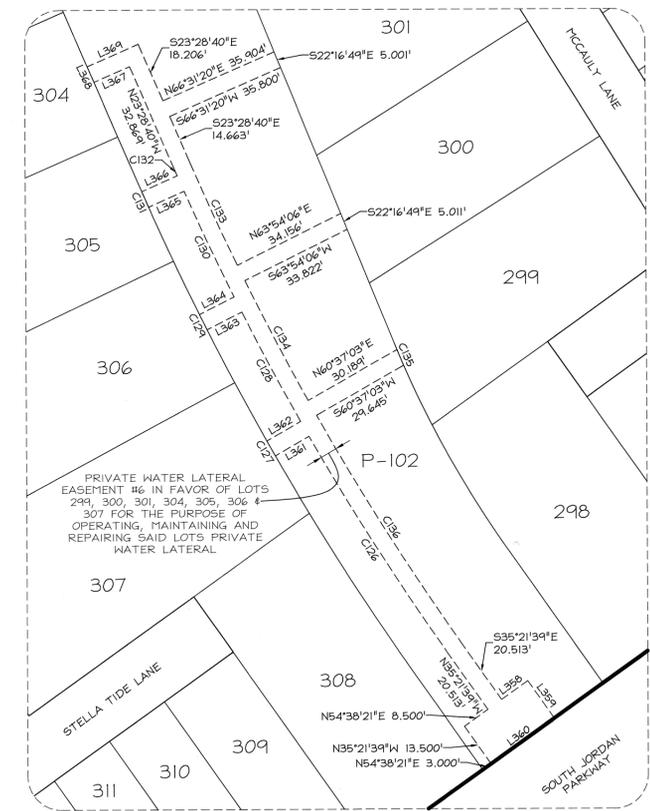 301
MCCAULY LANE
L369
S23°28'40"E
18.206'
N66°31'20"E 35.904'
S22°16'49"E 5.001'
L368
L367
304
N23°28'40"W
32.869'
S66°31'20"W 35.800'
S23°28'40"E
14.663'
C132
L366
300
C131
L365
C133
N63°54'06"E
34.156'
S22°16'49"E 5.011'
305
C130
S63°54'06"W
33.822'
299
L364
C129
L363
C134
N60°37'03"E
30.189'
C135
306
C128
S60°37'03"W
29.645'
L362
C127
L361
P-102
PRIVATE WATER LATERAL
EASEMENT #6 IN FAVOR OF LOTS
299, 300, 301, 304, 305, 306 &
307 FOR THE PURPOSE OF
OPERATING, MAINTAINING AND
REPAIRING SAID LOTS PRIVATE
WATER LATERAL
298
C136
C126
307
S35°21'39"E
20.513'
STELLA TIDE LANE
308
N35°21'39"W
20.513'
L358
L359
N54°38'21"E 8.500'
L360
309
N35°21'39"W 13.500'
N54°38'21"E 3.000'
310
311
SOUTH JORDAN
PARKWAY